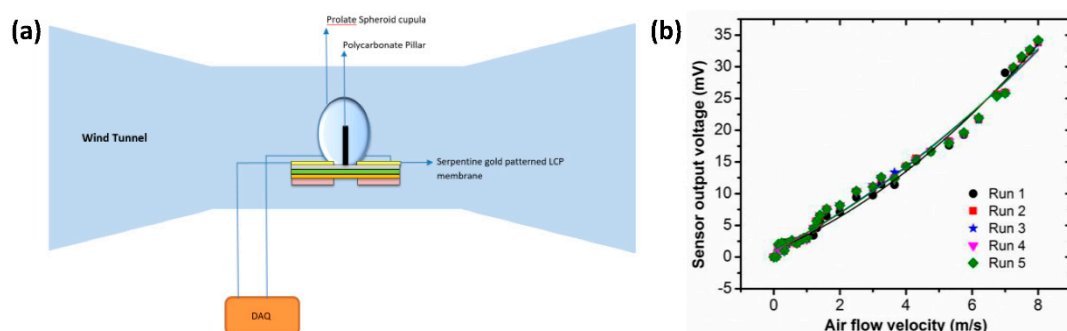 (a)
Prolate Spheroid cupula
Polycarbonate Pillar
Wind Tunnel
Serpentine gold patterned LCP
membrane
DAQ
(b)
Sensor output voltage (mV)
35
30
25
20
15
10
5
0
-5
Run 1
Run 2
Run 3
Run 4
Run 5
0 2 4 6 8
Air flow velocity (m/s)